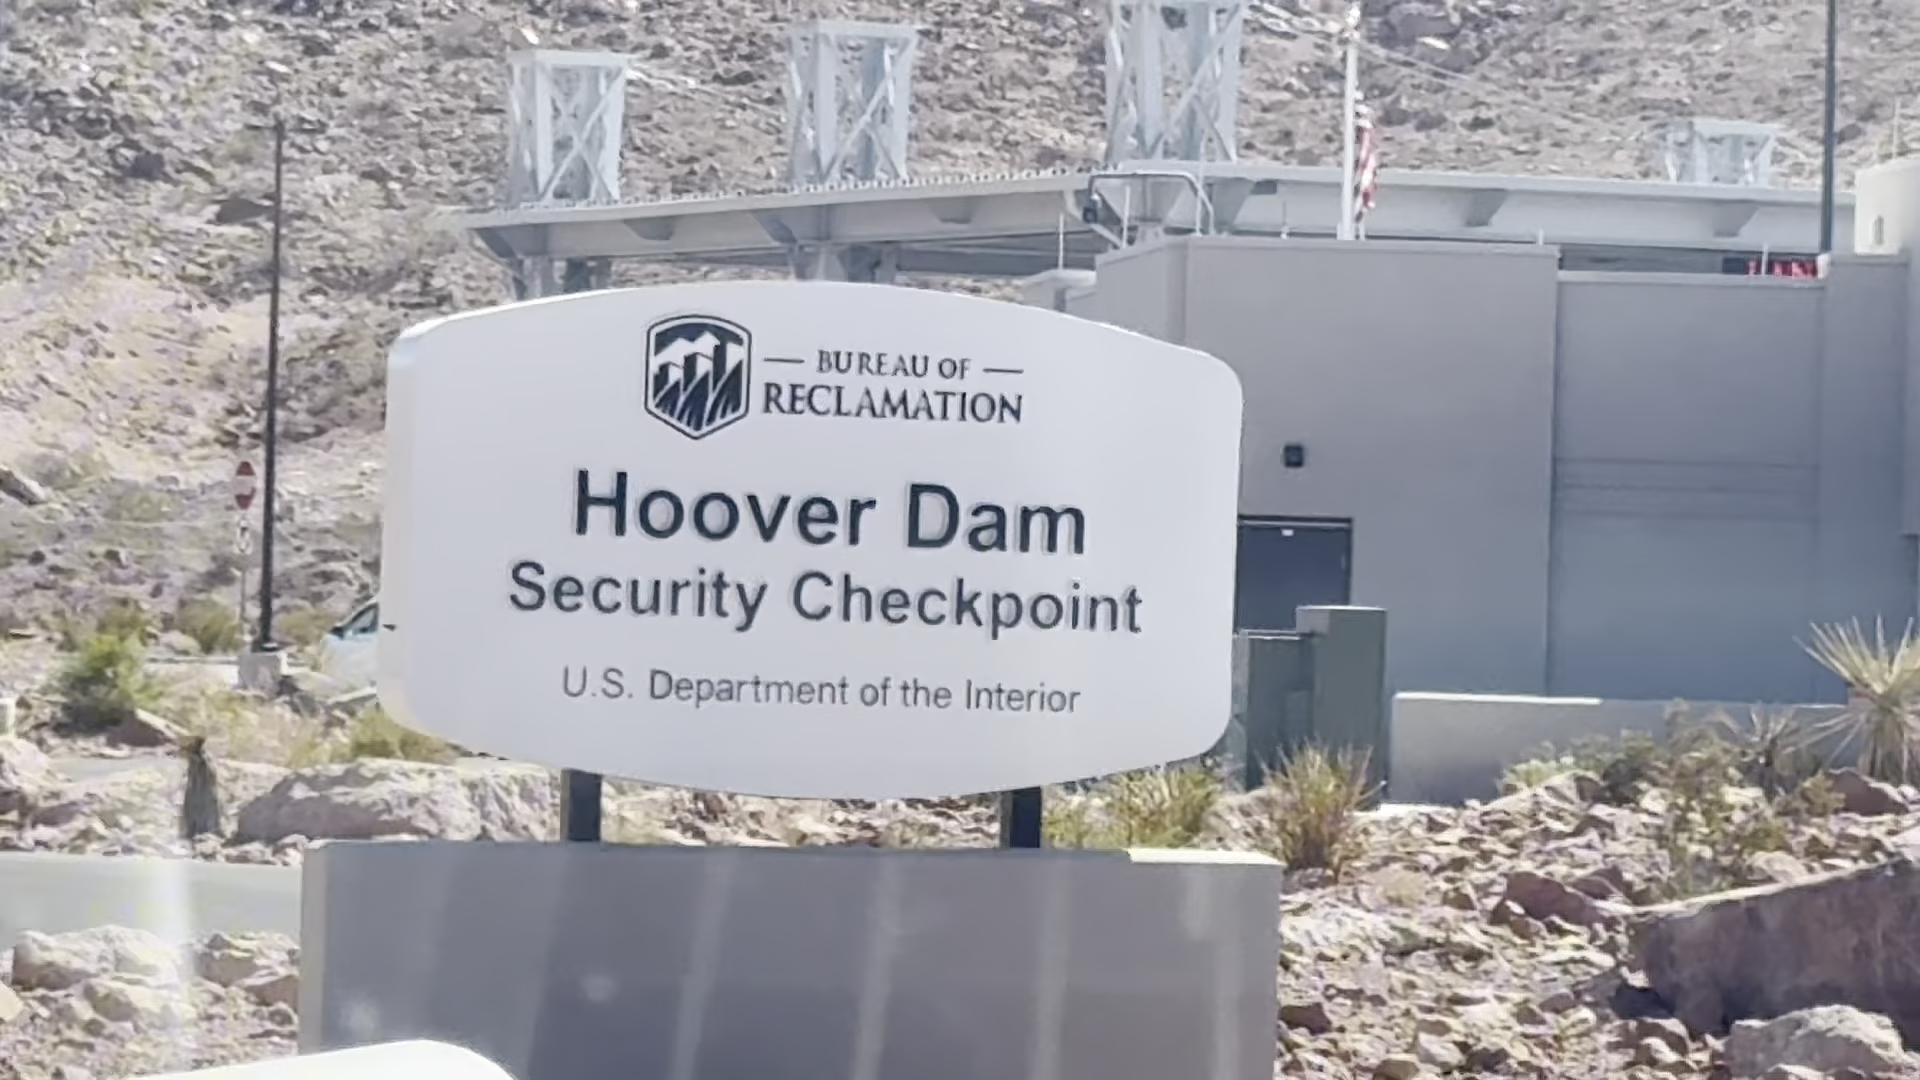 BUREAU OF
RECLAMATION
Hoover Dam
Security Checkpoint
U.S. Department of the Interior